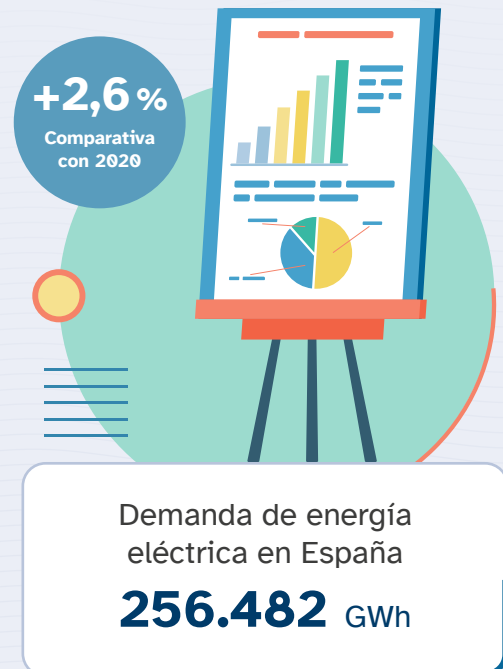 +2,6 %
Comparativa
con 2020
Demanda de energía
eléctrica en España
256.482 GWh